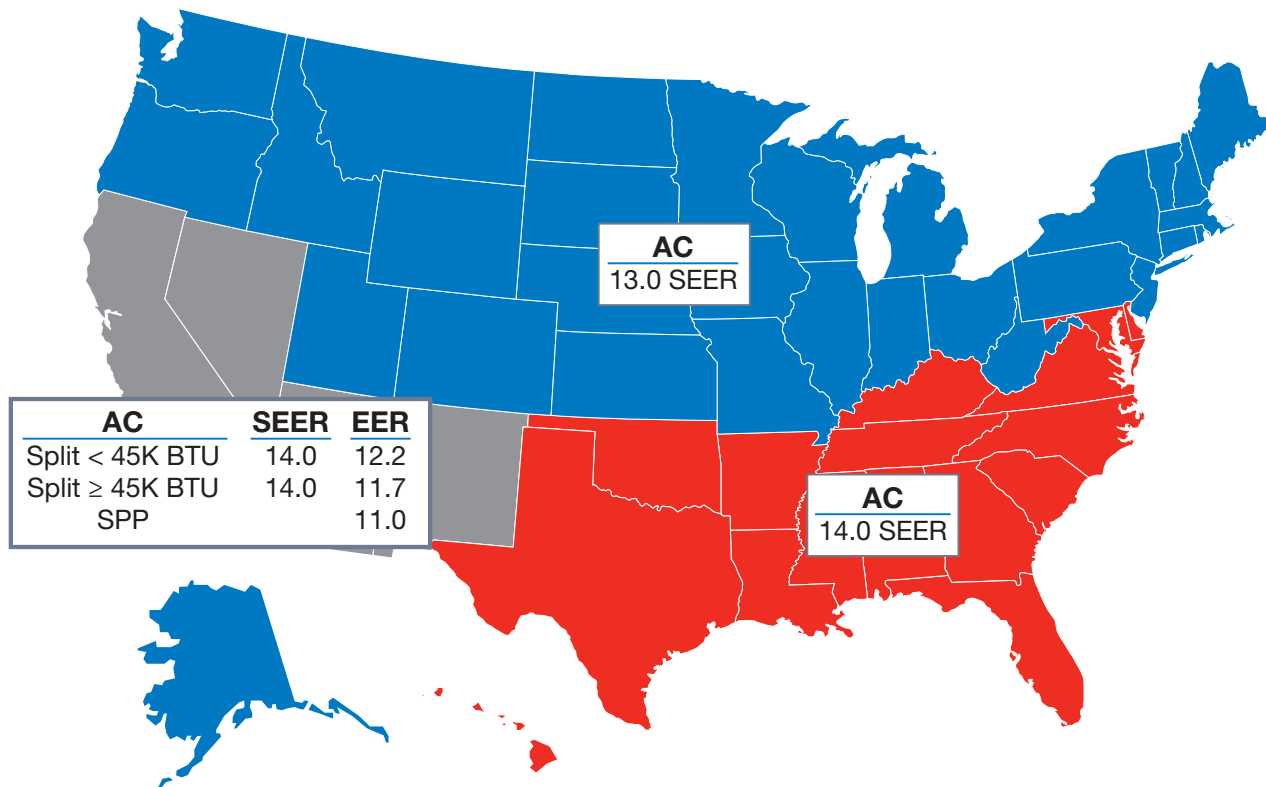 AC
13.0 SEER
AC SEER EER
Split < 45K BTU 14.0 12.2
Split ≥ 45K BTU 14.0 11.7
SPP 11.0
AC
14.0 SEER